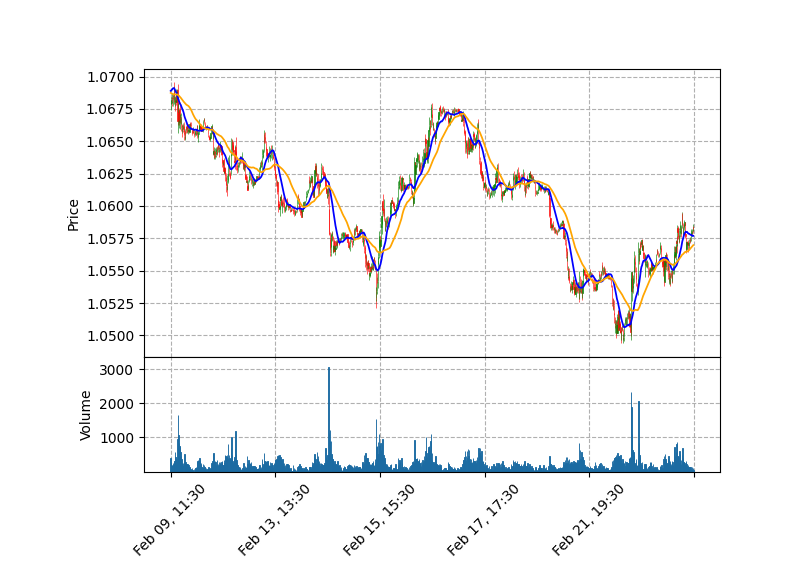 1.0700
1.0675
1.0650
1.0625
1.0600
1.0575
1.0550
1.0525
1.0500
Price
3000
2000
1000
Volume
Feb 09, 11:30
Feb 13, 13:30
Feb 15, 15:30
Feb 17, 17:30
Feb 21, 19:30